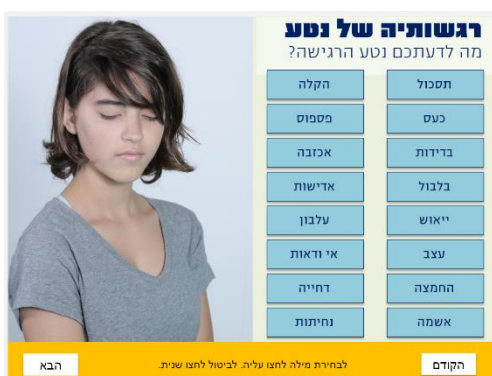 רגשותיה של נטע
מה לדעתכם נטע הרגישה?
תסכול
הקלה
כעס
פספוס
בדידות
אכזבה
בלבול
אדישות
ייאוש
עלבון
עצב
אי ודאות
החמצה
דחייה
אשמה
נחיתות
הקודם
לבחירת מילה לחצו עליה. לביטול לחצו שנית.
הבא